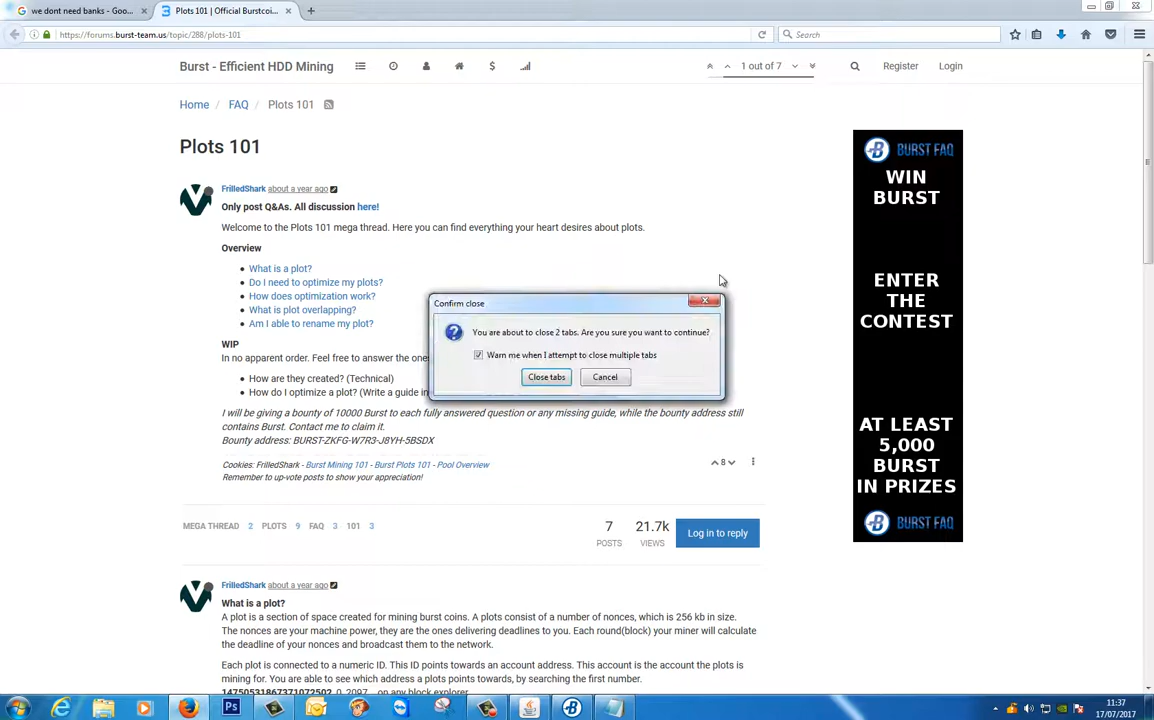 we dont need banks - Goo...
Plots 101 | Official Burstcoi...
https://forums.burst-team.us/topic/288/plots-101
Search
Burst - Efficient HDD Mining
1 out of 7
Register
Login
Home / FAQ / Plots 101
Plots 101
FrilledShark about a year ago
Only post Q&As. All discussion here!
Welcome to the Plots 101 mega thread. Here you can find everything your heart desires about plots.
Overview
What is a plot?
Do I need to optimize my plots?
How does optimization work?
What is plot overlapping?
Am I able to rename my plot?
WIP
In no apparent order. Feel free to answer the one
How are they created? (Technical)
How do I optimize a plot? (Write a guide in
I will be giving a bounty of 10000 Burst to each fully answered question or any missing guide, while the bounty address still
contains Burst. Contact me to claim it.
Bounty address: BURST-ZKFG-W7R3-J8YH-5BSDX
Cookies: FrilledShark - Burst Mining 101 - Burst Plots 101 - Pool Overview
Remember to up-vote posts to show your appreciation!
8
Confirm close
You are about to close 2 tabs. Are you sure you want to continue?
Warn me when I attempt to close multiple tabs
Close tabs
Cancel
BURST FAQ
WIN
BURST
ENTER
THE
CONTEST
AT LEAST
5,000
BURST
IN PRIZES
BURST FAQ
MEGA THREAD 2 PLOTS 9 FAQ 3 101 3
7
POSTS
21.7k
VIEWS
Log in to reply
FrilledShark about a year ago
What is a plot?
A plot is a section of space created for mining burst coins. A plots consist of a number of nonces, which is 256 kb in size.
The nonces are your machine power, they are the ones delivering deadlines to you. Each round(block) your miner will calculate
the deadline of your nonces and broadcast them to the network.
Each plot is connected to a numeric ID. This ID points towards an account address. This account is the account the plots is
mining for. You are able to see which address a plots points towards, by searching the first number.
14750531867371072502_0_2097_ on any block explorer
Ps
11:37
17/07/2017